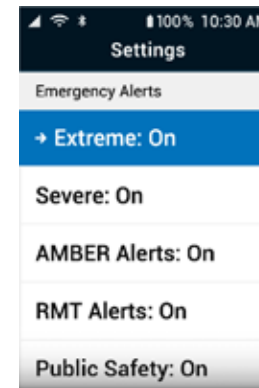 100% 10:30 AM
Settings
Emergency Alerts
→ Extreme: On
Severe: On
AMBER Alerts: On
RMT Alerts: On
Public Safety: On